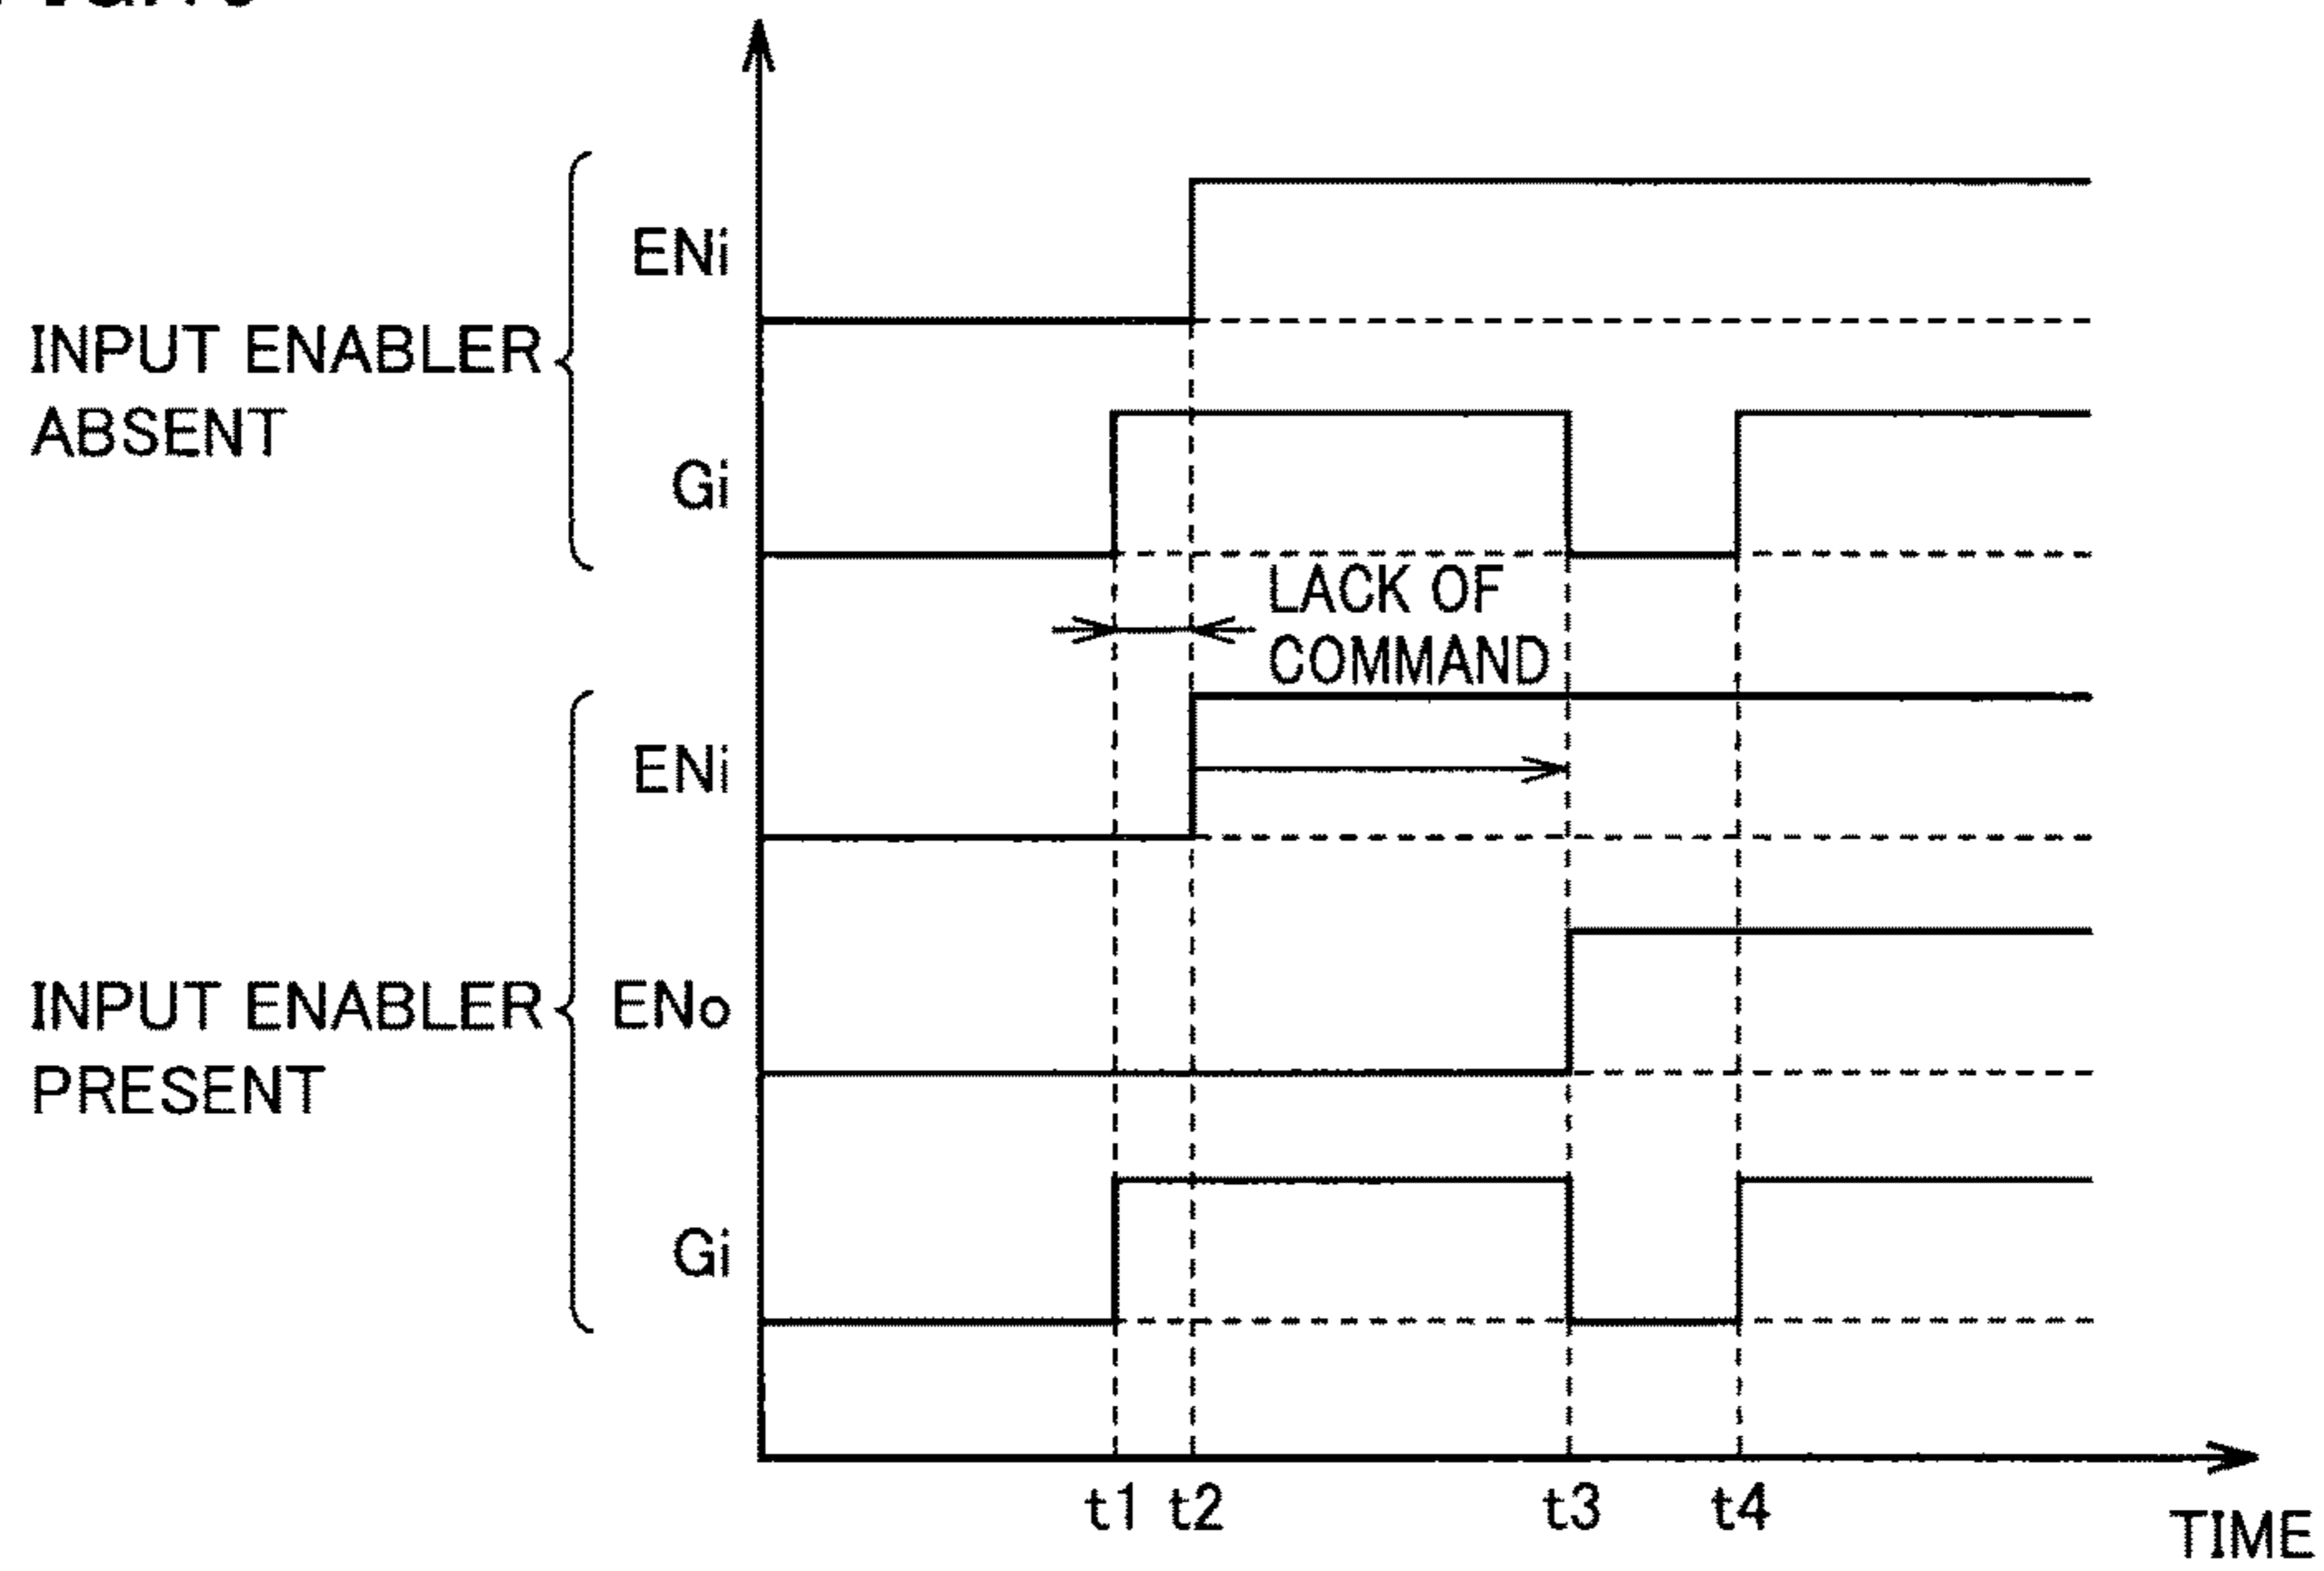 ENi
INPUT ENABLER
ABSENT
Gi
LACK OF
COMMAND
ENi
INPUT ENABLER
PRESENT
ENo
Gi
t1 t2 t3 t4
TIME